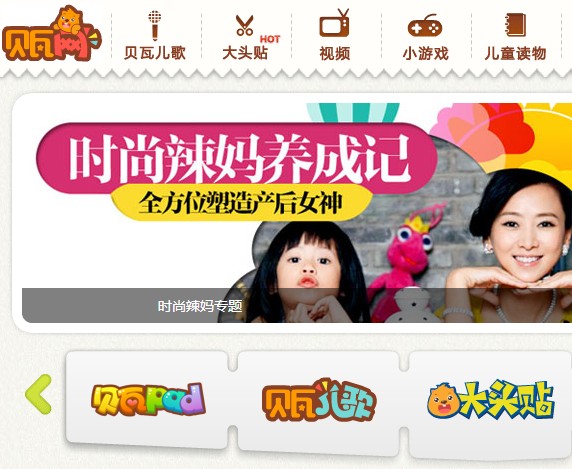 贝瓦网
贝瓦儿歌
大头贴
HOT
视频
小游戏
儿童读物
时尚辣妈养成记
全方位塑造产后女神
时尚辣妈专题
贝瓦pad
贝瓦儿歌
大头贴